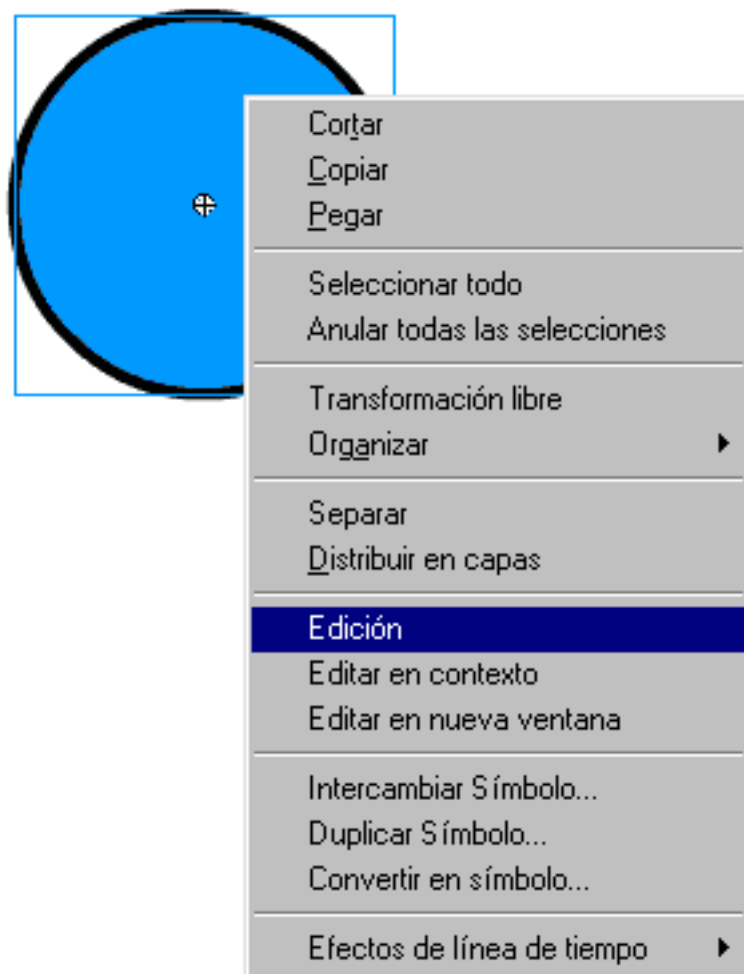 Cortar
Copiar
Pegar
Seleccionar todo
Anular todas las selecciones
Transformación libre
Organizar
Separar
Distribuir en capas
Edición
Editar en contexto
Editar en nueva ventana
Intercambiar Símbolo...
Duplicar Símbolo...
Convertir en símbolo...
Efectos de línea de tiempo